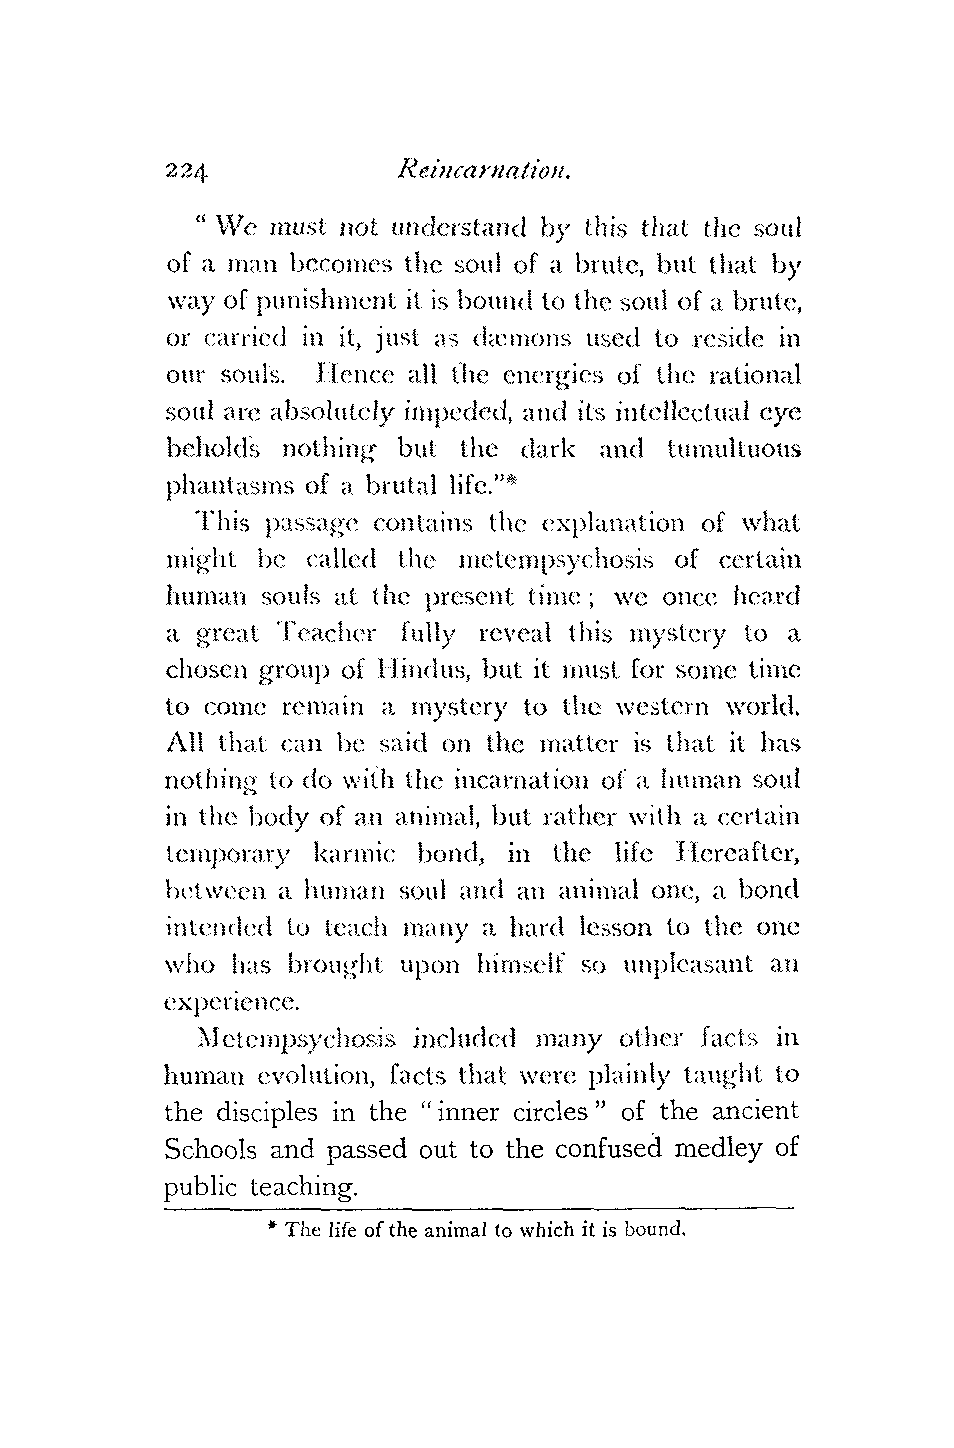 224 Reincarnation.
“ We must not understand by this that the soul
of a man becomes the soul of a brute, but that by
way of punishment it is bound to the soul of a brute,
or carried in it, just as dæmons used to reside in
our souls. Hence all the energies of the rational
soul are absolutely impeded, and its intellectual eye
beholds nothing but the dark and tumultuous
phantasms of a brutal life.”*
This passage contains the explanation of what
might be called the metempsychosis of certain
human souls at the present time ; we once heard
a great Teacher fully reveal this mystery to a
chosen group of Hindus, but it must for some time
to come remain a mystery to the western world.
All that can be said on the matter is that it has
nothing to do with the incarnation of a human soul
in the body of an animal, but rather with a certain
temporary karmic bond, in the life Hereafter,
between a human soul and an animal one, a bond
intended to teach many a hard lesson to the one
who has brought upon himself so unpleasant an
experience.
Metempsychosis included many other facts in
human evolution, facts that were plainly taught to
the disciples in the “ inner circles ” of the ancient
Schools and passed out to the confused medley of
public teaching.
* The life of the animal to which it is bound.